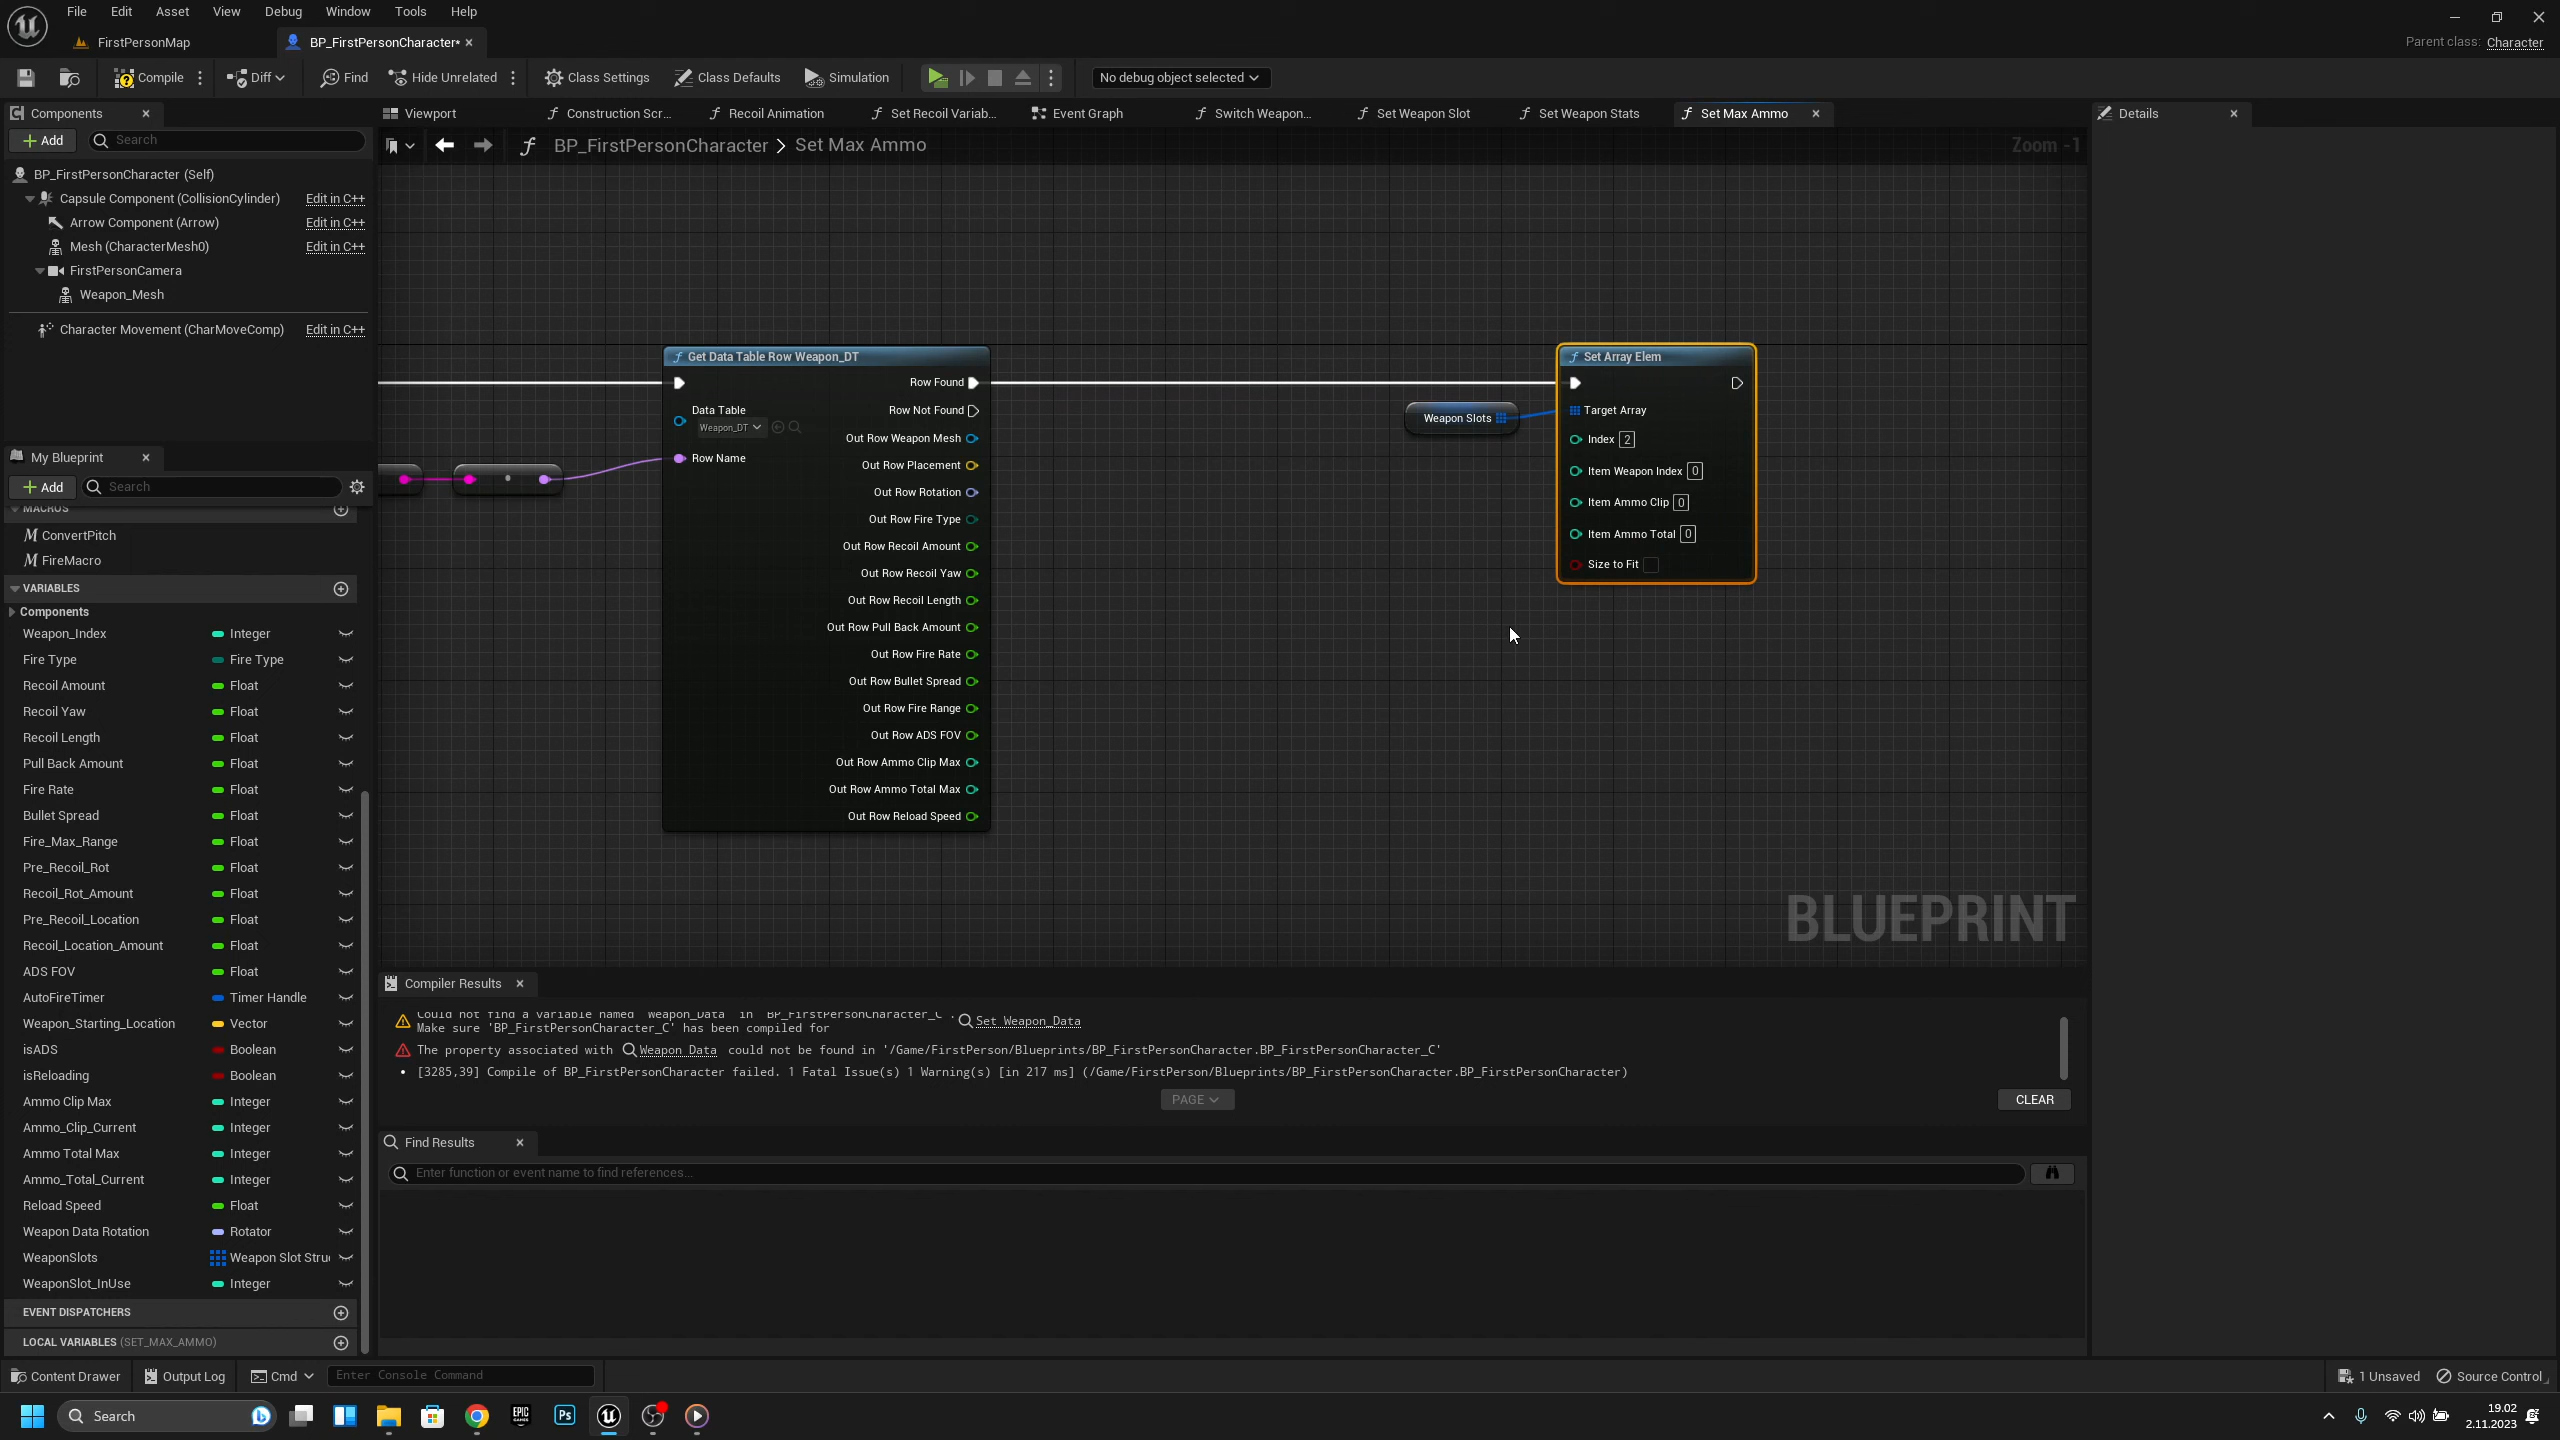 File Edit Asset View Debug Window Tools Help
FirstPersonMap BP_FirstPersonCharacter*
Parent class: Character
Compile Diff Find Hide Unrelated Class Settings Class Defaults Simulation No debug object selected
Components
Add Search
BP_FirstPersonCharacter (Self)
Capsule Component (CollisionCylinder) Edit in C++
Arrow Component (Arrow) Edit in C++
Mesh (CharacterMesh0) Edit in C++
FirstPersonCamera
Weapon_Mesh
Character Movement (CharMoveComp) Edit in C++
My Blueprint
Add Search
MACROS
ConvertPitch
FireMacro
VARIABLES
Components
Weapon_Index Integer
Fire Type Fire Type
Recoil Amount Float
Recoil Yaw Float
Recoil Length Float
Pull Back Amount Float
Fire Rate Float
Bullet Spread Float
Fire_Max_Range Float
Pre_Recoil_Rot Float
Recoil_Rot_Amount Float
Pre_Recoil_Location Float
Recoil_Location_Amount Float
ADS FOV Float
AutoFireTimer Timer Handle
Weapon_Starting_Location Vector
isADS Boolean
isReloading Boolean
Ammo Clip Max Integer
Ammo_Clip_Current Integer
Ammo Total Max Integer
Ammo_Total_Current Integer
Reload Speed Float
Weapon Data Rotation Rotator
WeaponSlots Weapon Slot Stru
WeaponSlot_InUse Integer
EVENT DISPATCHERS
LOCAL VARIABLES (SET_MAX_AMMO)
Viewport Construction Scr... Recoil Animation Set Recoil Variab... Event Graph Switch Weapon... Set Weapon Slot Set Weapon Stats Set Max Ammo
BP_FirstPersonCharacter > Set Max Ammo
Zoom -1
Get Data Table Row Weapon_DT
Row Found
Data Table
Weapon_DT
Row Not Found
Out Row Weapon Mesh
Row Name
Out Row Placement
Out Row Rotation
Out Row Fire Type
Out Row Recoil Amount
Out Row Recoil Yaw
Out Row Recoil Length
Out Row Pull Back Amount
Out Row Fire Rate
Out Row Bullet Spread
Out Row Fire Range
Out Row ADS FOV
Out Row Ammo Clip Max
Out Row Ammo Total Max
Out Row Reload Speed
Weapon Slots
Set Array Elem
Target Array
Index 2
Item Weapon Index 0
Item Ammo Clip 0
Item Ammo Total 0
Size to Fit
BLUEPRINT
Compiler Results
Could not find a variable named 'Weapon_Data' in 'BP_FirstPersonCharacter_C'.
Make sure 'BP_FirstPersonCharacter_C' has been compiled for Set Weapon_Data
The property associated with Weapon Data could not be found in '/Game/FirstPerson/Blueprints/BP_FirstPersonCharacter.BP_FirstPersonCharacter_C'
[3285,39] Compile of BP_FirstPersonCharacter failed. 1 Fatal Issue(s) 1 Warning(s) [in 217 ms] (/Game/FirstPerson/Blueprints/BP_FirstPersonCharacter.BP_FirstPersonCharacter)
PAGE
CLEAR
Find Results
Enter function or event name to find references...
Details
Content Drawer Output Log Cmd Enter Console Command
1 Unsaved Source Control
Search
EPIC GAMES
Ps
19.02
2.11.2023